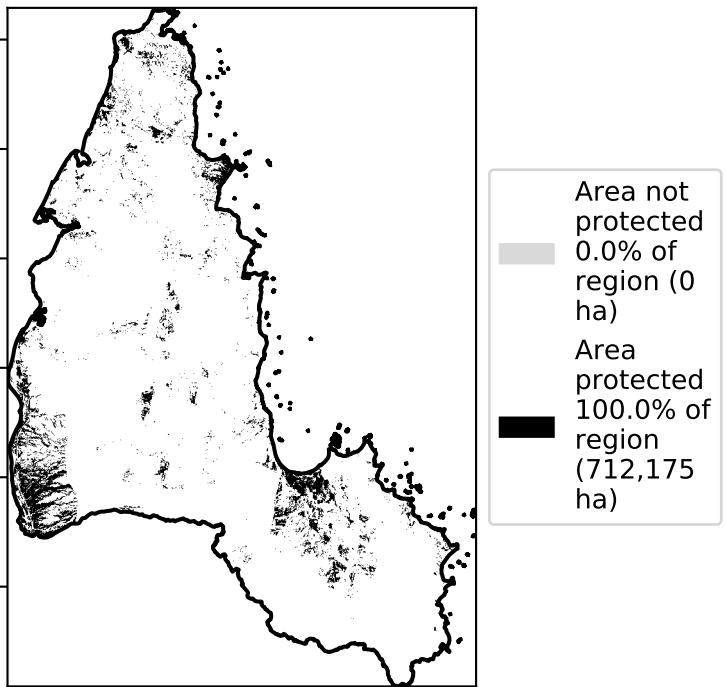 Area not
protected
0.0% of
region (0
ha)
Area
protected
100.0% of
region
(712,175
ha)